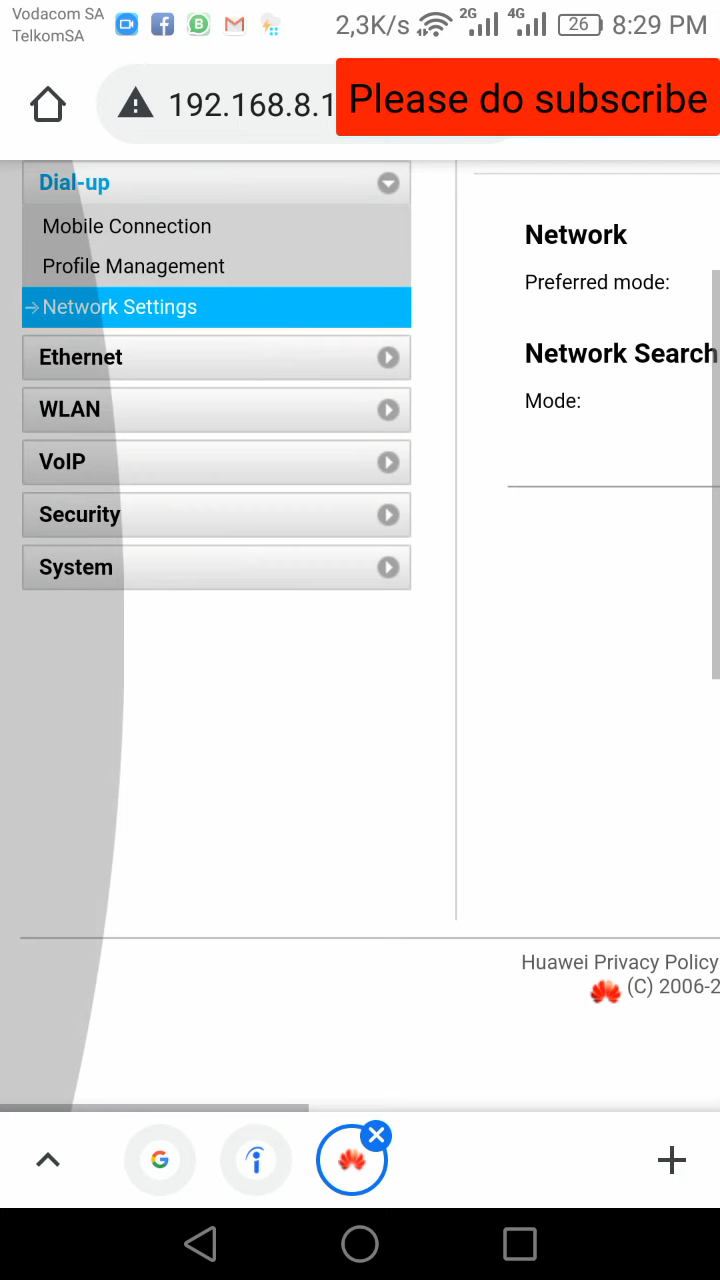 Vodacom SA
TelkomSA
2,3K/s 2G 4G 26 8:29 PM
192.168.8.1
Please do subscribe
Dial-up
Mobile Connection
Profile Management
Network Settings
Ethernet
WLAN
VoIP
Security
System
Network
Preferred mode:
Network Search
Mode:
Huawei Privacy Policy
(C) 2006-2